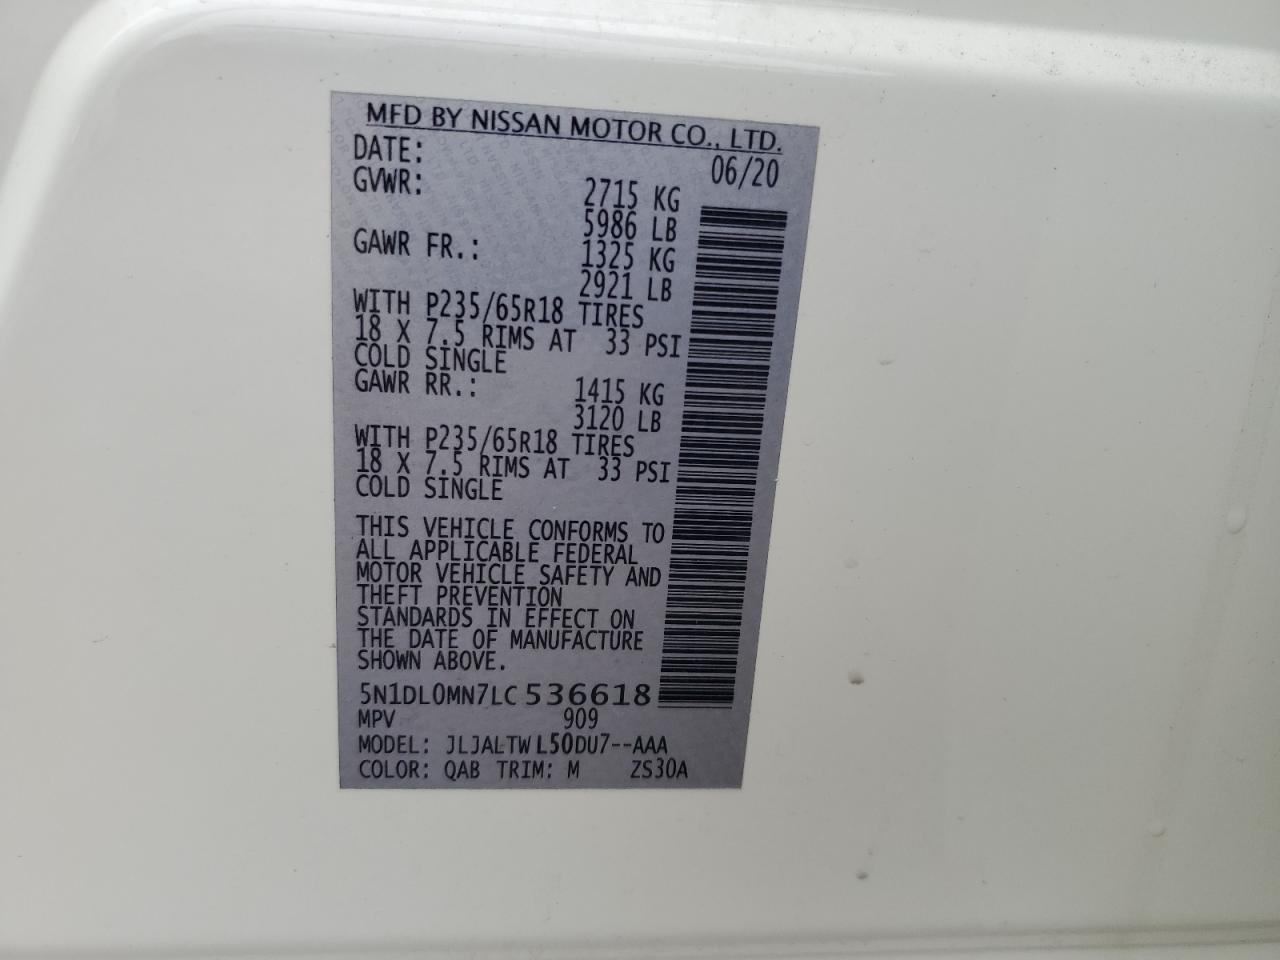 MFD BY NISSAN MOTOR CO., LTD.
DATE: 06/20
GVWR: 2715 KG
5986 LB
GAWR FR.: 1325 KG
2921 LB
WITH P235/65R18 TIRES
18 X 7.5 RIMS AT 33 PSI
COLD SINGLE
GAWR RR.: 1415 KG
3120 LB
WITH P235/65R18 TIRES
18 X 7.5 RIMS AT 33 PSI
COLD SINGLE
THIS VEHICLE CONFORMS TO
ALL APPLICABLE FEDERAL
MOTOR VEHICLE SAFETY AND
THEFT PREVENTION
STANDARDS IN EFFECT ON
THE DATE OF MANUFACTURE
SHOWN ABOVE.
5N1DL0MN7LC 536618
MPV 909
MODEL: JLJALTWL50DU7--AAA
COLOR: QAB TRIM: M ZS30A